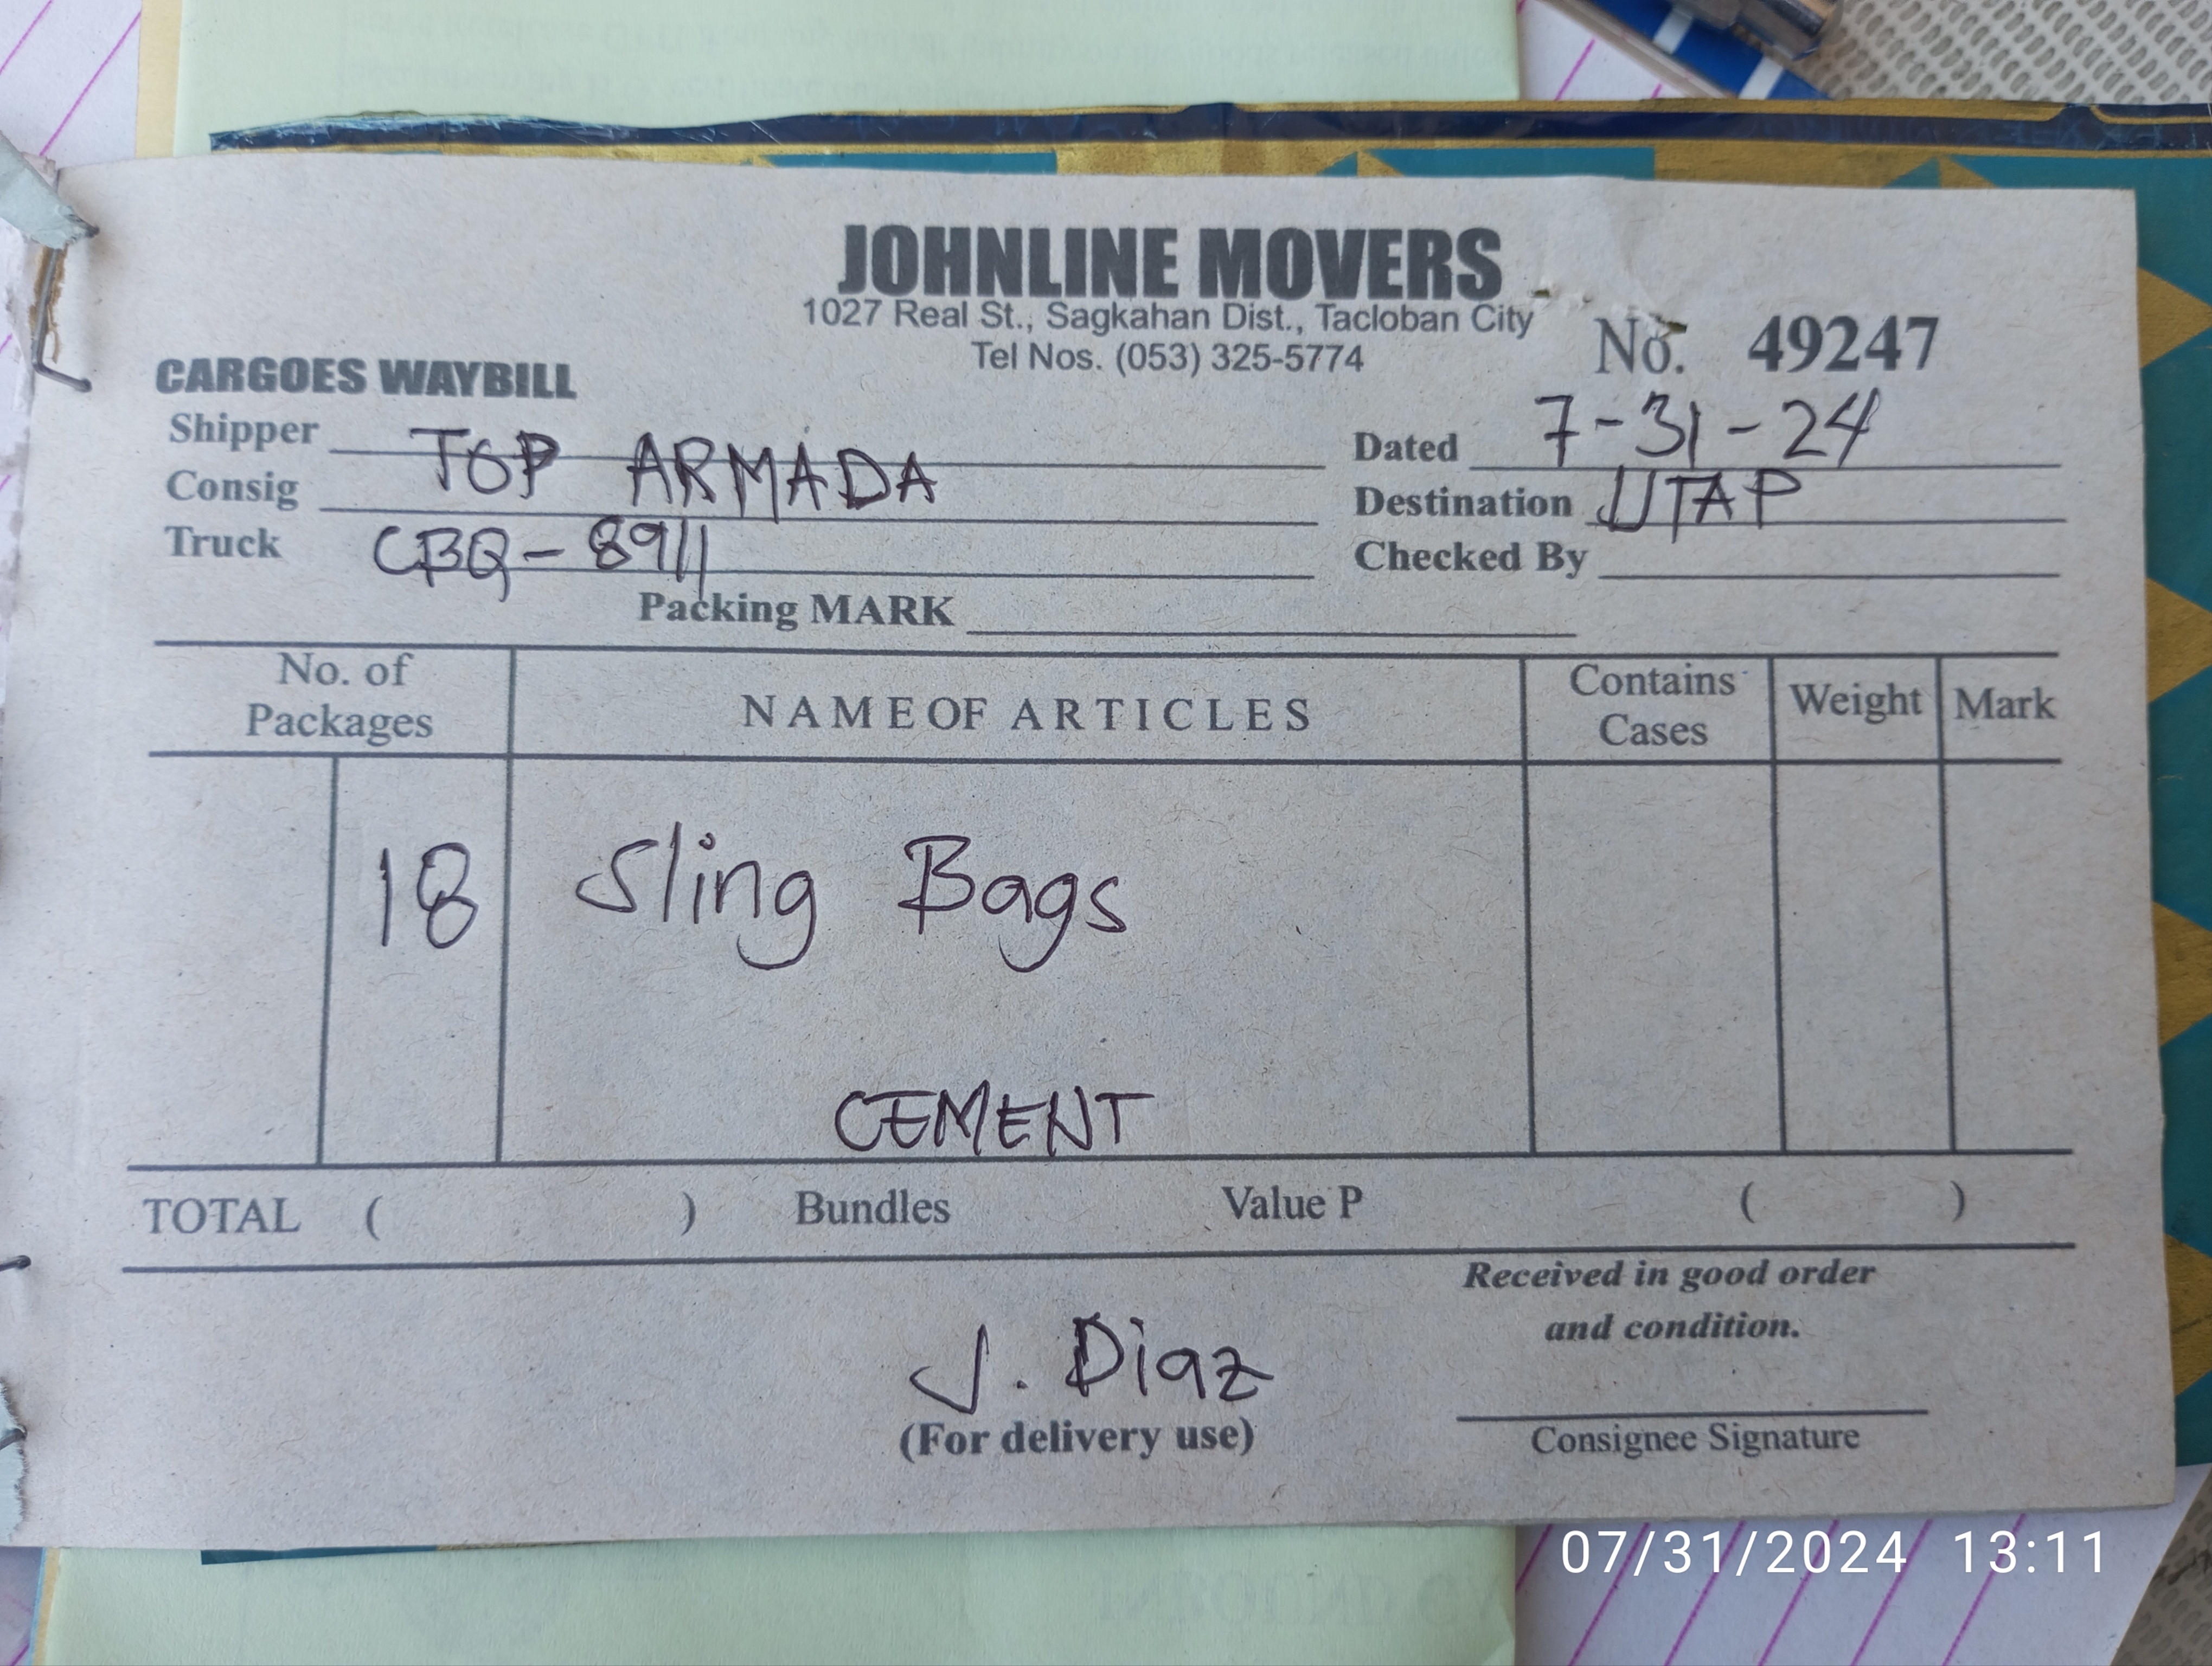 JOHNLINE MOVERS
1027 Real St., Sagkahan Dist., Tacloban City
Tel Nos. (053) 325-5774
No. 49247
CARGOES WAYBILL
Shipper TOP ARMADA
Dated 7-31-24
Consig
Destination UTAP
Truck CBQ-8911
Checked By
Packing MARK
No. of Packages
NAME OF ARTICLES
Contains Cases
Weight
Mark
18 Sling Bags
CEMENT
TOTAL ( ) Bundles Value P ( )
Received in good order
and condition.
J. Diaz
(For delivery use)
Consignee Signature
07/31/2024 13:11